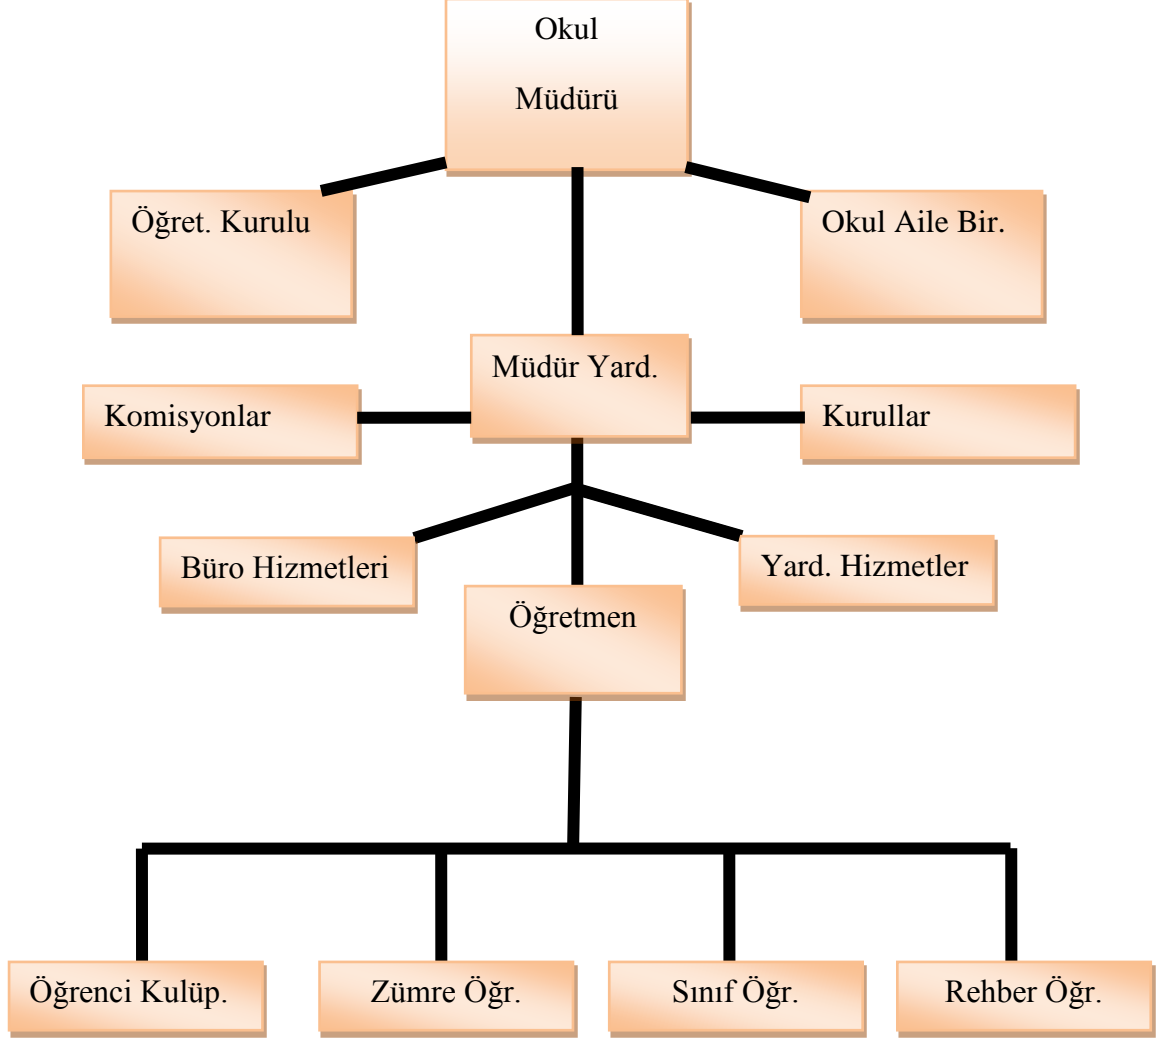 Okul
Müdürü
Öğret. Kurulu
Okul Aile Bir.
Müdür Yard.
Komisyonlar
Kurullar
Büro Hizmetleri
Yard. Hizmetler
Öğretmen
Öğrenci Kulüp.
Zümre Öğr.
Sınıf Öğr.
Rehber Öğr.